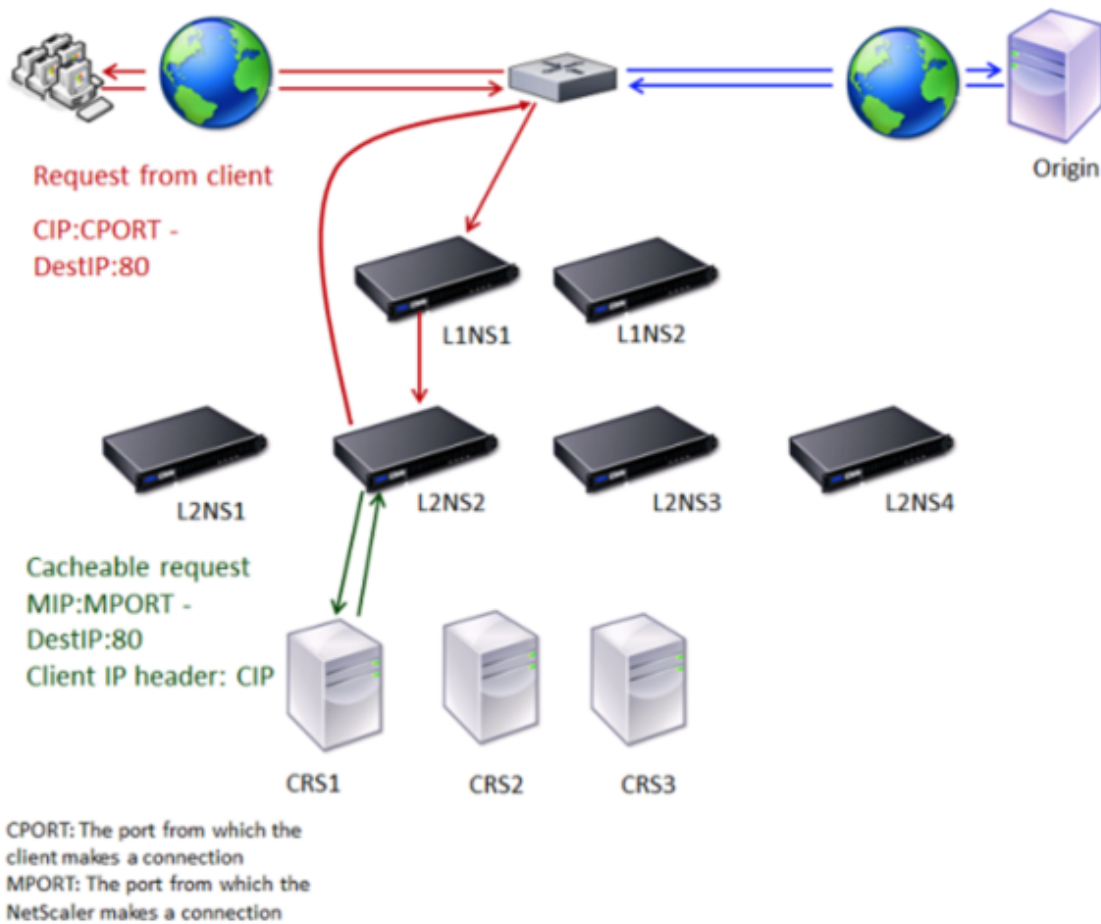 Origin
Request from client
CIP:CPORT -
DestIP:80
L1NS1
L1NS2
L2NS1
L2NS2
L2NS3
L2NS4
Cacheable request
MIP:MPORT -
DestIP:80
Client IP header: CIP
CRS1
CRS2
CRS3
CPORT: The port from which the
client makes a connection
MPORT: The port from which the
NetScaler makes a connection